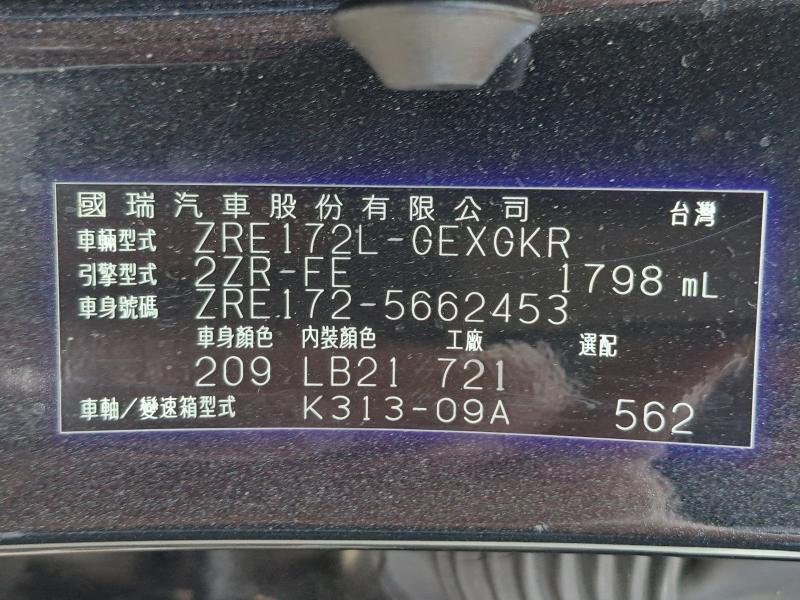 國瑞汽車股份有限公司 台灣
車輛型式 ZRE172L-GEXGKR
引擎型式 2ZR-FE 1798 mL
車身號碼 ZRE172-5662453
車身顏色 內裝顏色 工廠 選配
209 LB21 721
車軸/變速箱型式 K313-09A 562